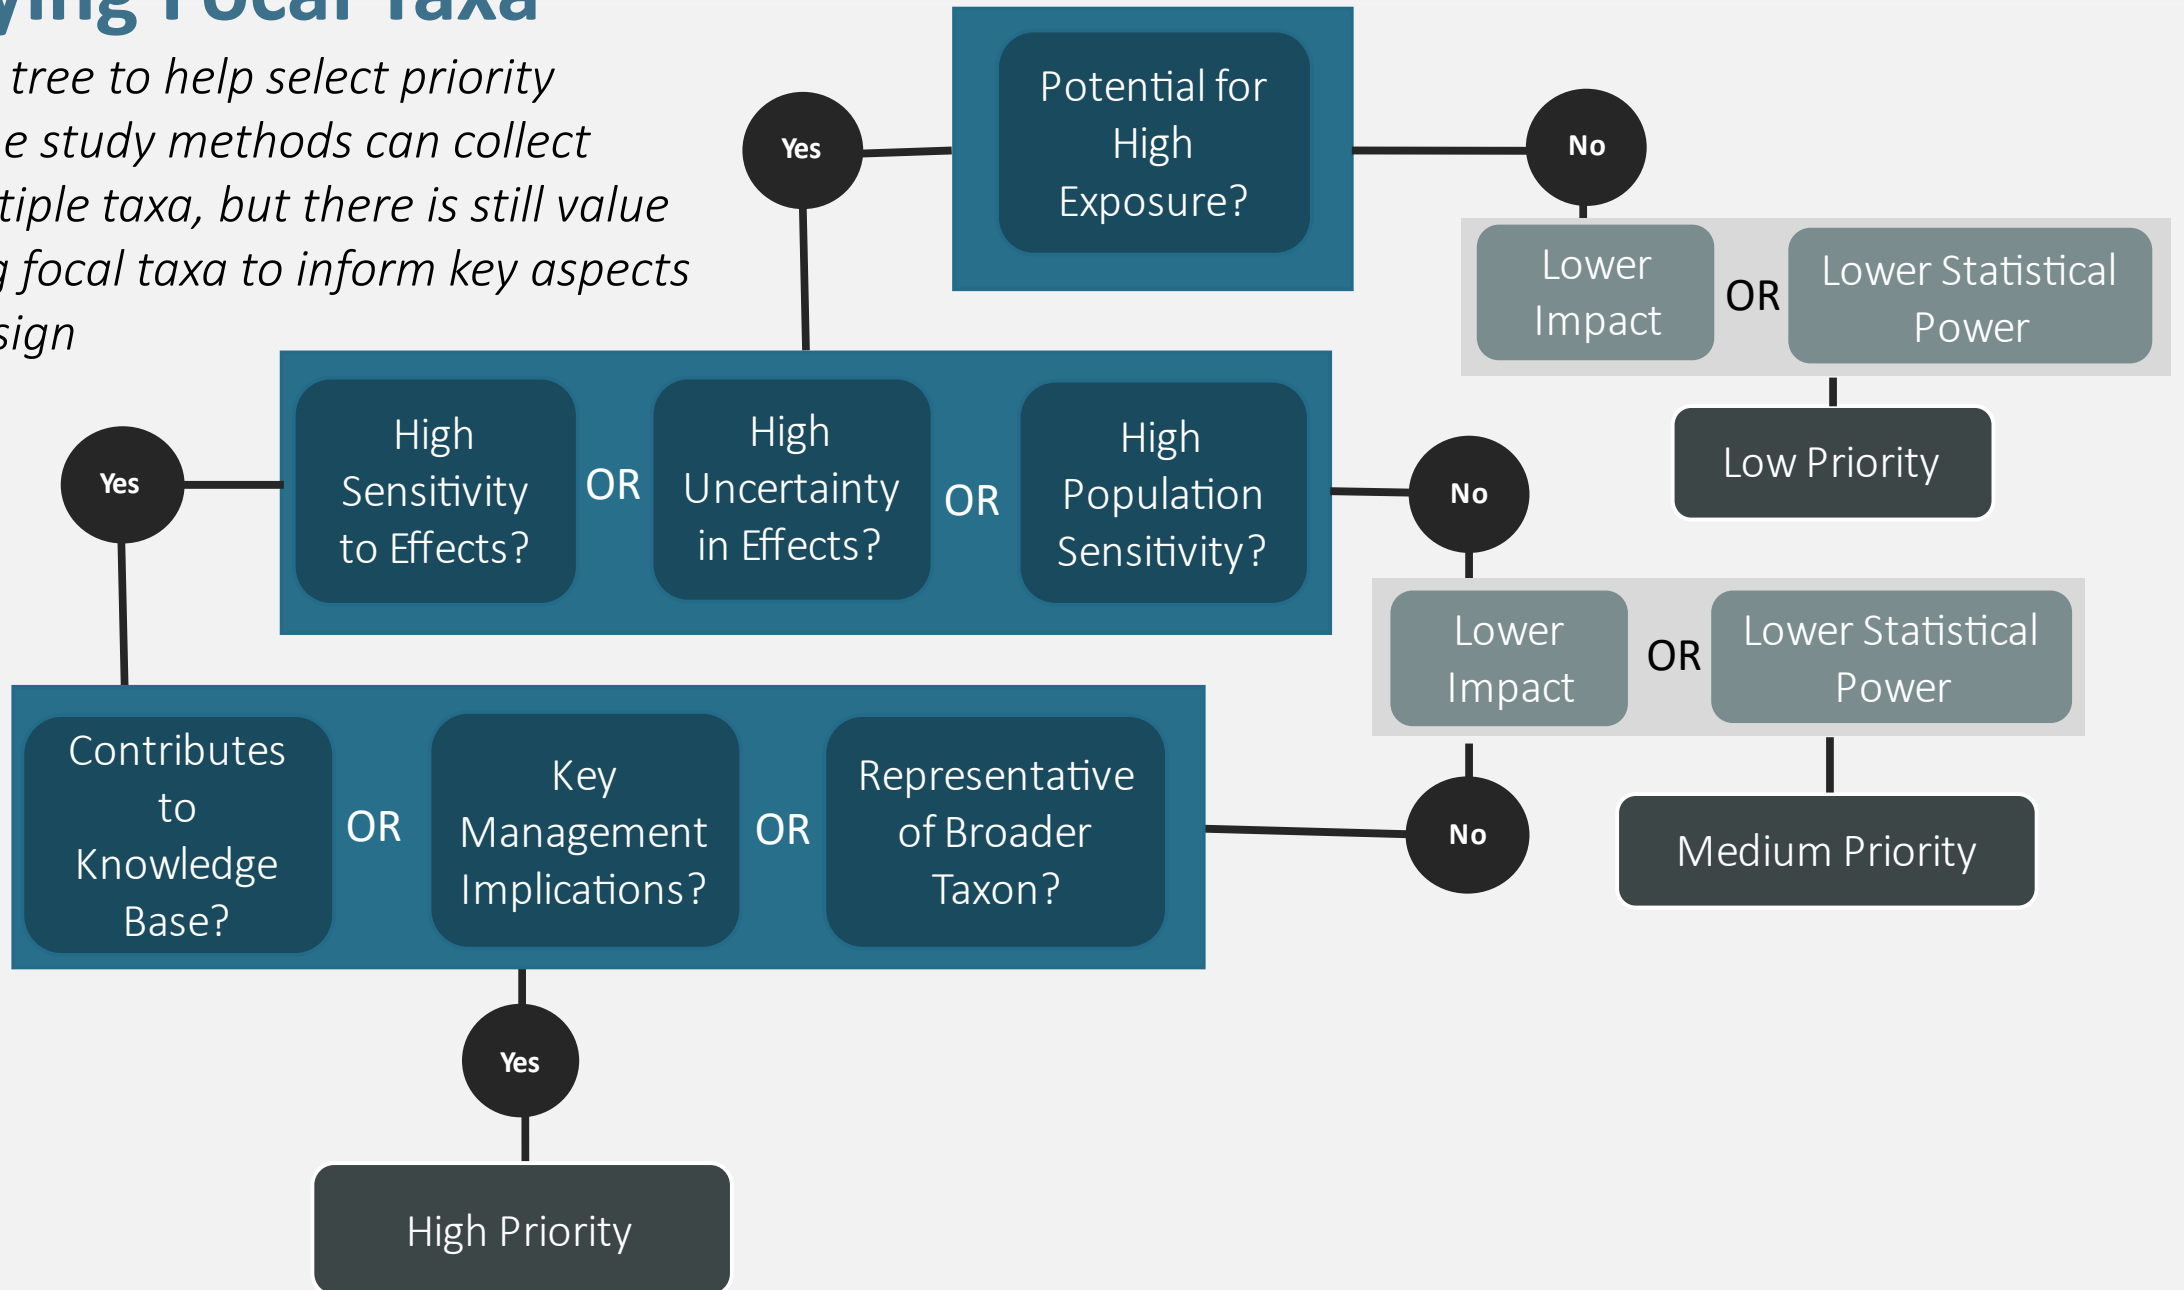 ying Focal Taxa
tree to help select priority
e study methods can collect
tiple taxa, but there is still value
g focal taxa to inform key aspects
sign
Potential for
High
Exposure?
Yes
No
Lower
Impact
OR
Lower Statistical
Power
Low Priority
High
Sensitivity
to Effects?
OR
High
Uncertainty
in Effects?
OR
High
Population
Sensitivity?
Yes
No
Lower
Impact
OR
Lower Statistical
Power
Medium Priority
Contributes
to
Knowledge
Base?
OR
Key
Management
Implications?
OR
Representative
of Broader
Taxon?
No
Yes
High Priority